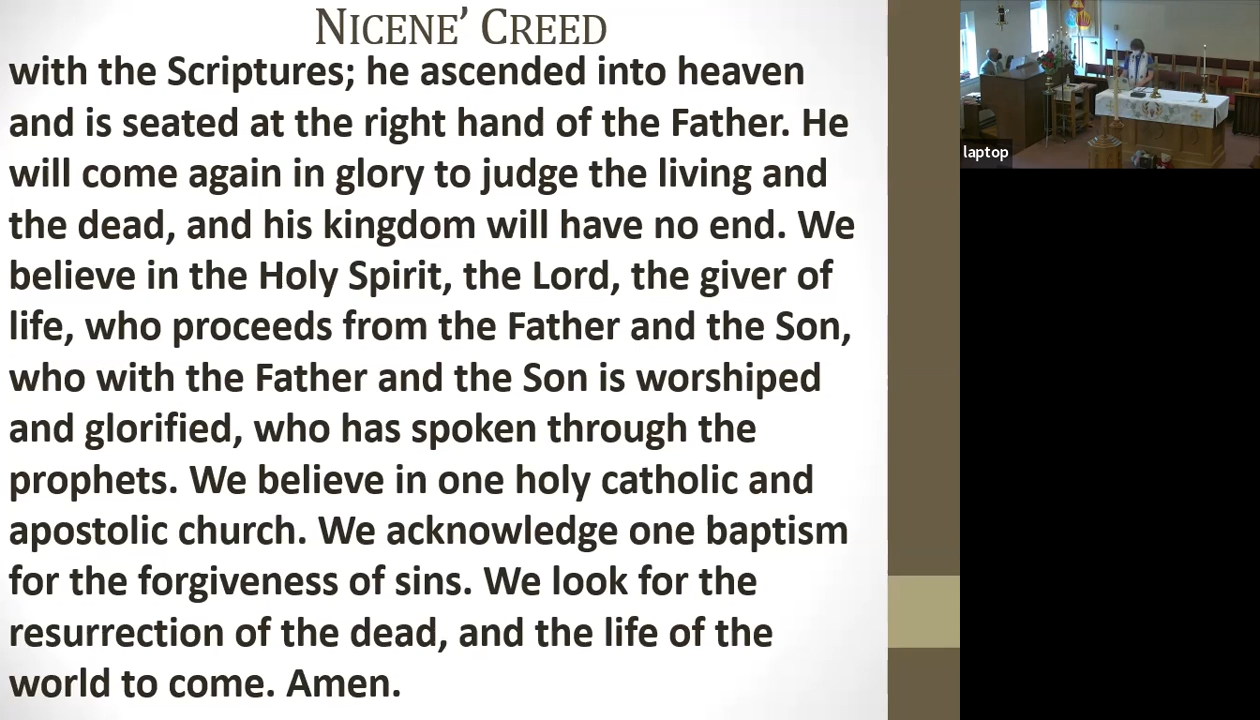 NICENE’ CREED
with the Scriptures; he ascended into heaven
and is seated at the right hand of the Father. He
will come again in glory to judge the living and
the dead, and his kingdom will have no end. We
believe in the Holy Spirit, the Lord, the giver of
life, who proceeds from the Father and the Son,
who with the Father and the Son is worshiped
and glorified, who has spoken through the
prophets. We believe in one holy catholic and
apostolic church. We acknowledge one baptism
for the forgiveness of sins. We look for the
resurrection of the dead, and the life of the
world to come. Amen.
laptop